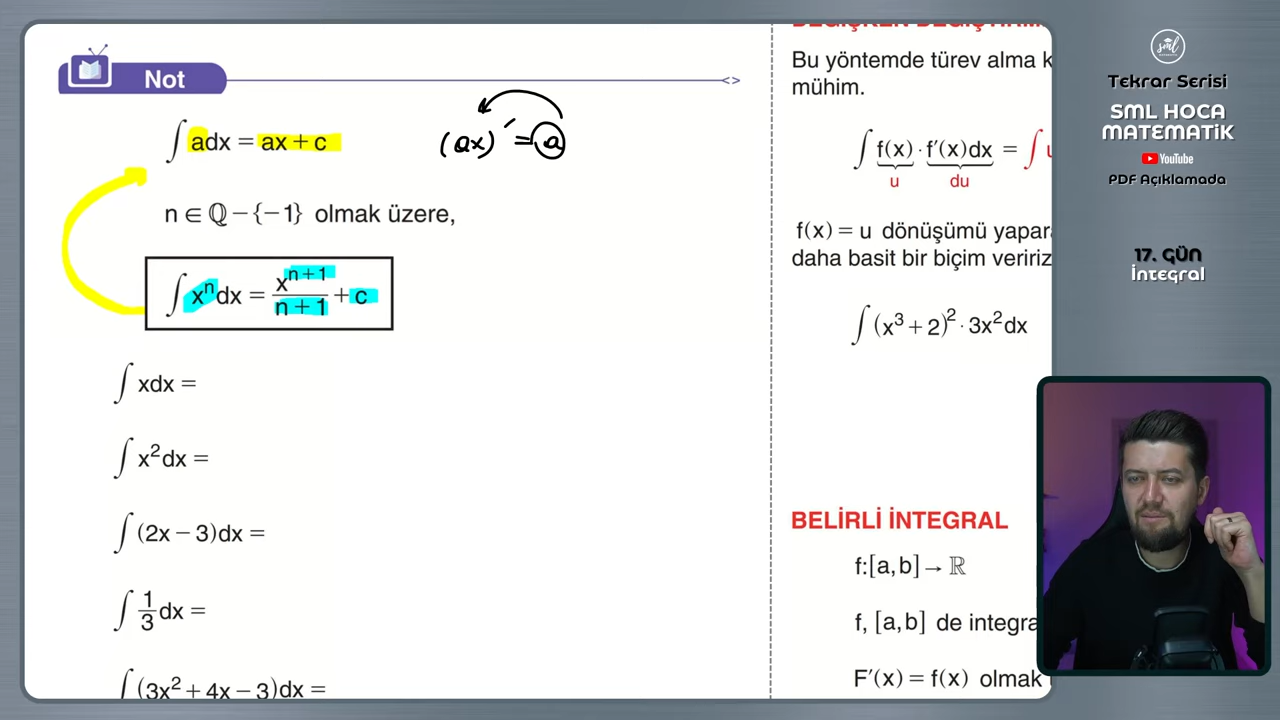 Not
<>
∫ adx = ax + c
(ax)′ = a
n ∈ ℚ − {−1} olmak üzere,
∫ xⁿdx = xⁿ⁺¹/(n + 1) + c
∫ xdx =
∫ x²dx =
∫ (2x − 3)dx =
∫ 1/3 dx =
∫ (3x² + 4x − 3)dx =
Bu yöntemde türev alma
mühim.
∫ f(x) · f′(x)dx = ∫
u du
f(x) = u dönüşümü
daha basit bir biçim veririz
∫ (x³ + 2)² · 3x²dx
BELİRLİ İNTEGRAL
f:[a,b] → ℝ
f, [a,b] de
F′(x) = f(x) olmak
sml
Tekrar Serisi
SML HOCA
MATEMATİK
YouTube
PDF Açıklamada
17. GÜN
İntegral